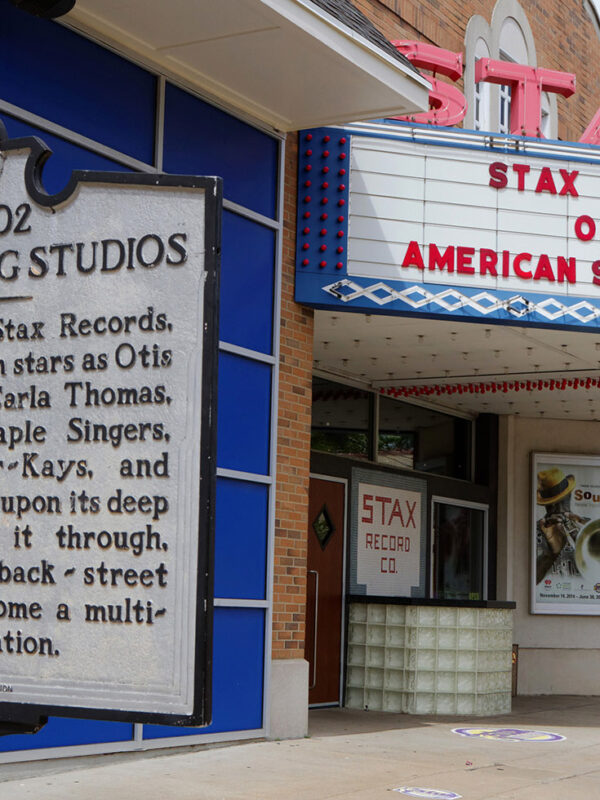 02
G STUDIOS
Stax Records,
stars as Otis
Carla Thomas,
aple Singers,
-Kays, and
upon its deep
it through,
back-street
ome a multi-
ation.
STA
STAX
O
AMERICAN S
STAX
RECORD
CO.
Sou